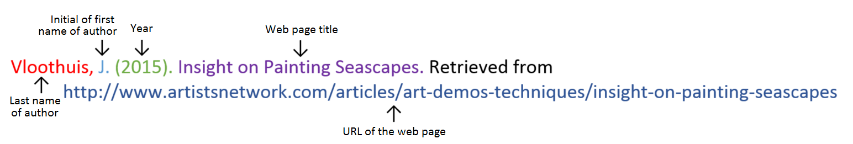 Initial of first
name of author
Year
Web page title
Vloothuis, J. (2015). Insight on Painting Seascapes. Retrieved from
http://www.artistsnetwork.com/articles/art-demos-techniques/insight-on-painting-seascapes
Last name
of author
URL of the web page